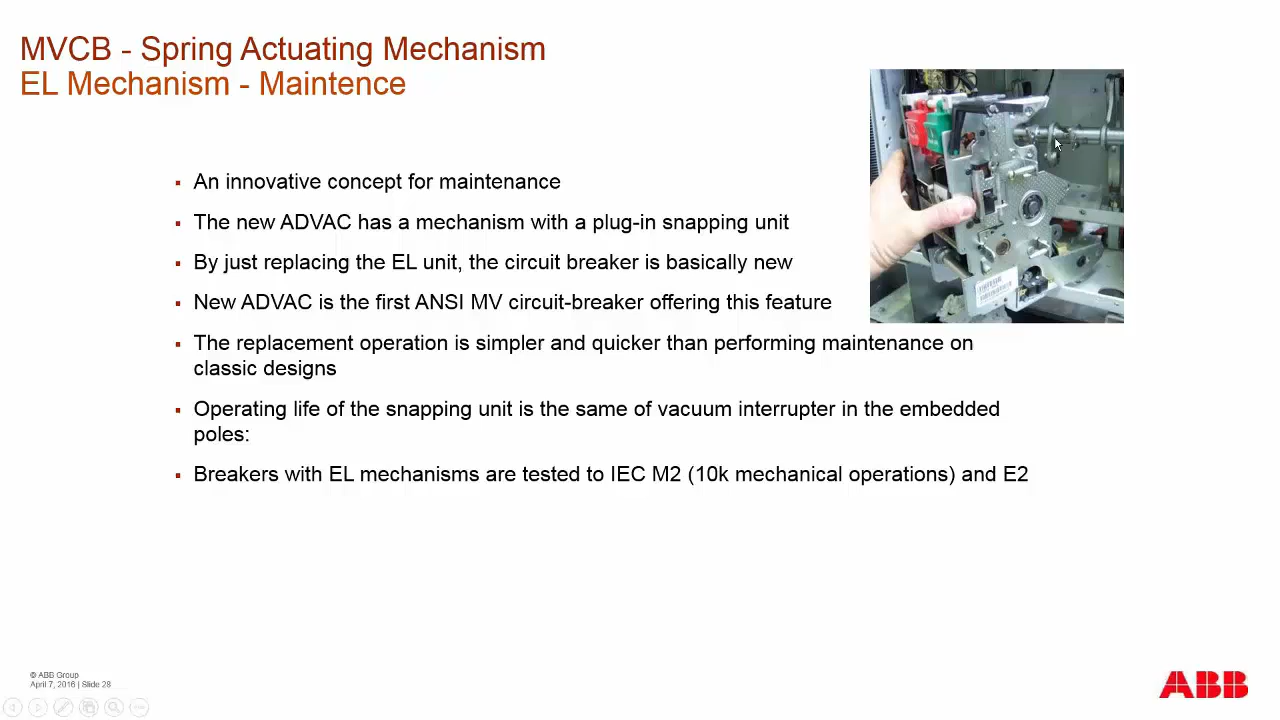 MVCB - Spring Actuating Mechanism
EL Mechanism - Maintence
An innovative concept for maintenance
The new ADVAC has a mechanism with a plug-in snapping unit
By just replacing the EL unit, the circuit breaker is basically new
New ADVAC is the first ANSI MV circuit-breaker offering this feature
The replacement operation is simpler and quicker than performing maintenance on
classic designs
Operating life of the snapping unit is the same of vacuum interrupter in the embedded
poles:
Breakers with EL mechanisms are tested to IEC M2 (10k mechanical operations) and E2
© ABB Group
April 7, 2016 | Slide 28
ABB